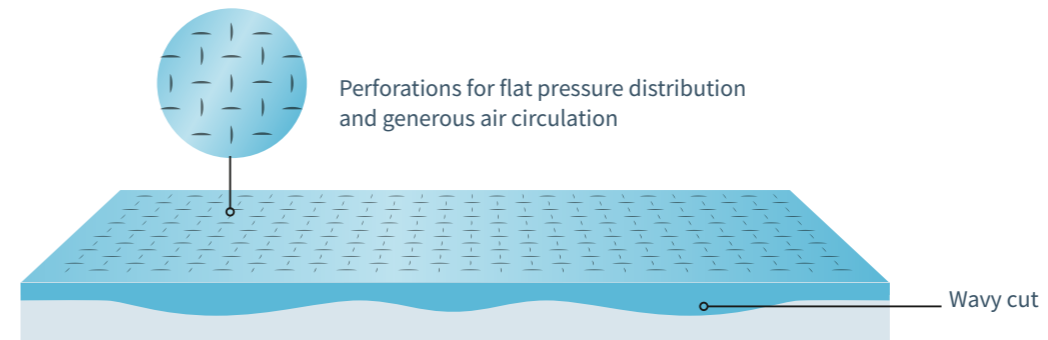 Perforations for flat pressure distribution
and generous air circulation
Wavy cut